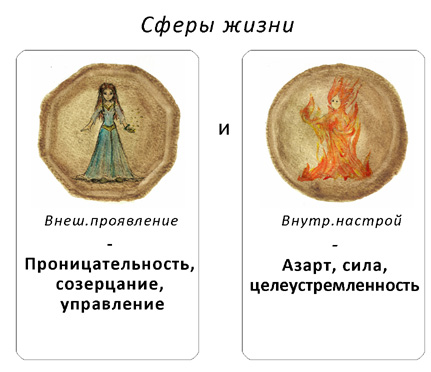 Сферы жизни
и
Внеш.проявление
-
Проницательность,
созерцание,
управление
Внутр.настрой
-
Азарт, сила,
целеустремленность